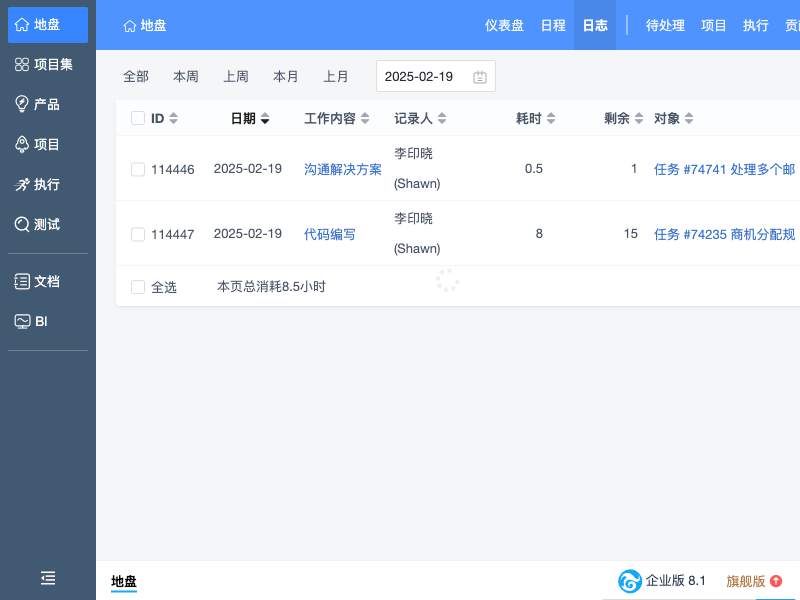 地盘
项目集
产品
项目
执行
测试
文档
BI
地盘
仪表盘 日程 日志 待处理 项目 执行
全部 本周 上周 本月 上月 2025-02-19
ID 日期 工作内容 记录人 耗时 剩余 对象
114446 2025-02-19 沟通解决方案 李印晓 (Shawn) 0.5 1 任务 #74741 处理多个邮
114447 2025-02-19 代码编写 李印晓 (Shawn) 8 15 任务 #74235 商机分配规
全选 本页总消耗8.5小时
地盘
企业版 8.1 旗舰版